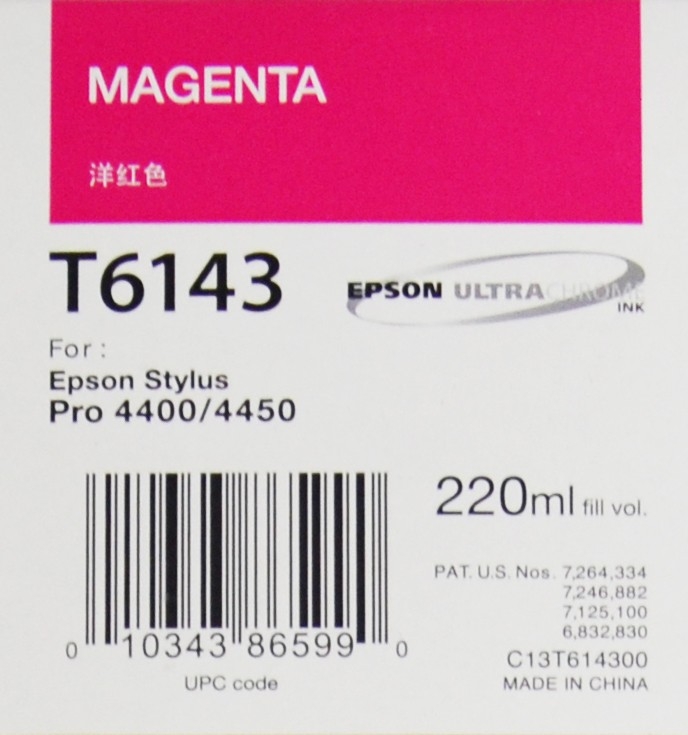 MAGENTA
洋红色
T6143
EPSON ULTRACHROME
INK
For :
Epson Stylus
Pro 4400/4450
220ml fill vol.
PAT. U.S. Nos. 7,264,334
7,246,882
7,125,100
6,832,830
C13T614300
MADE IN CHINA
0 10343 86599 0
UPC code